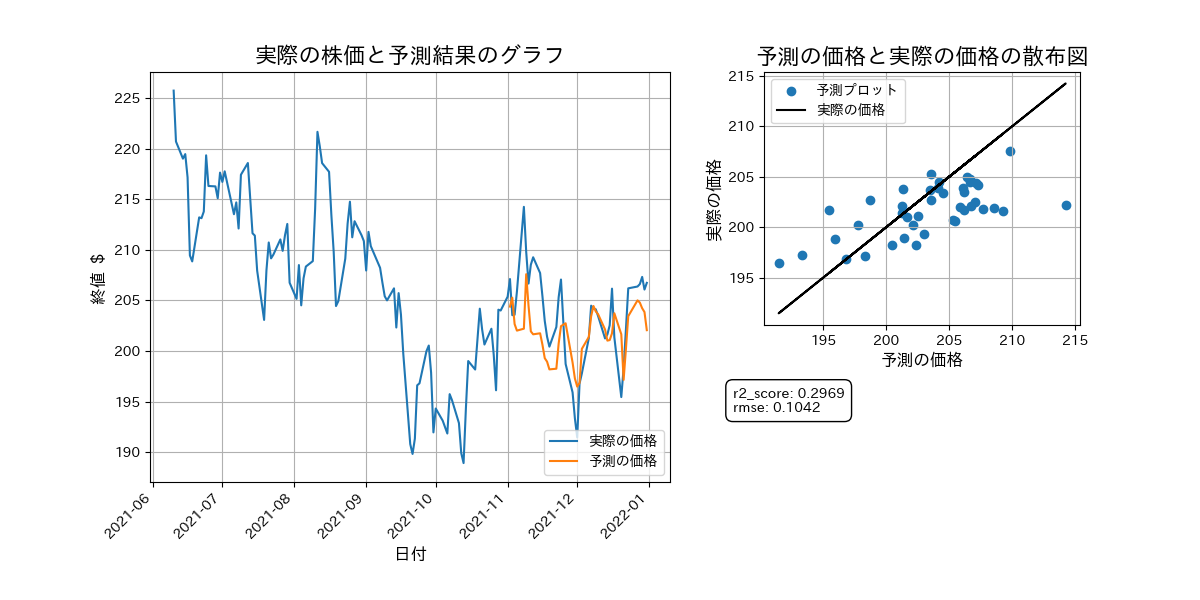 実際の株価と予測結果のグラフ
終値 $
225
220
215
210
205
200
195
190
2021-06
2021-07
2021-08
2021-09
2021-10
2021-11
2021-12
2022-01
日付
実際の価格
予測の価格
予測の価格と実際の価格の散布図
実際の価格
215
210
205
200
195
195
200
205
210
215
予測の価格
予測プロット
実際の価格
r2_score: 0.2969
rmse: 0.1042